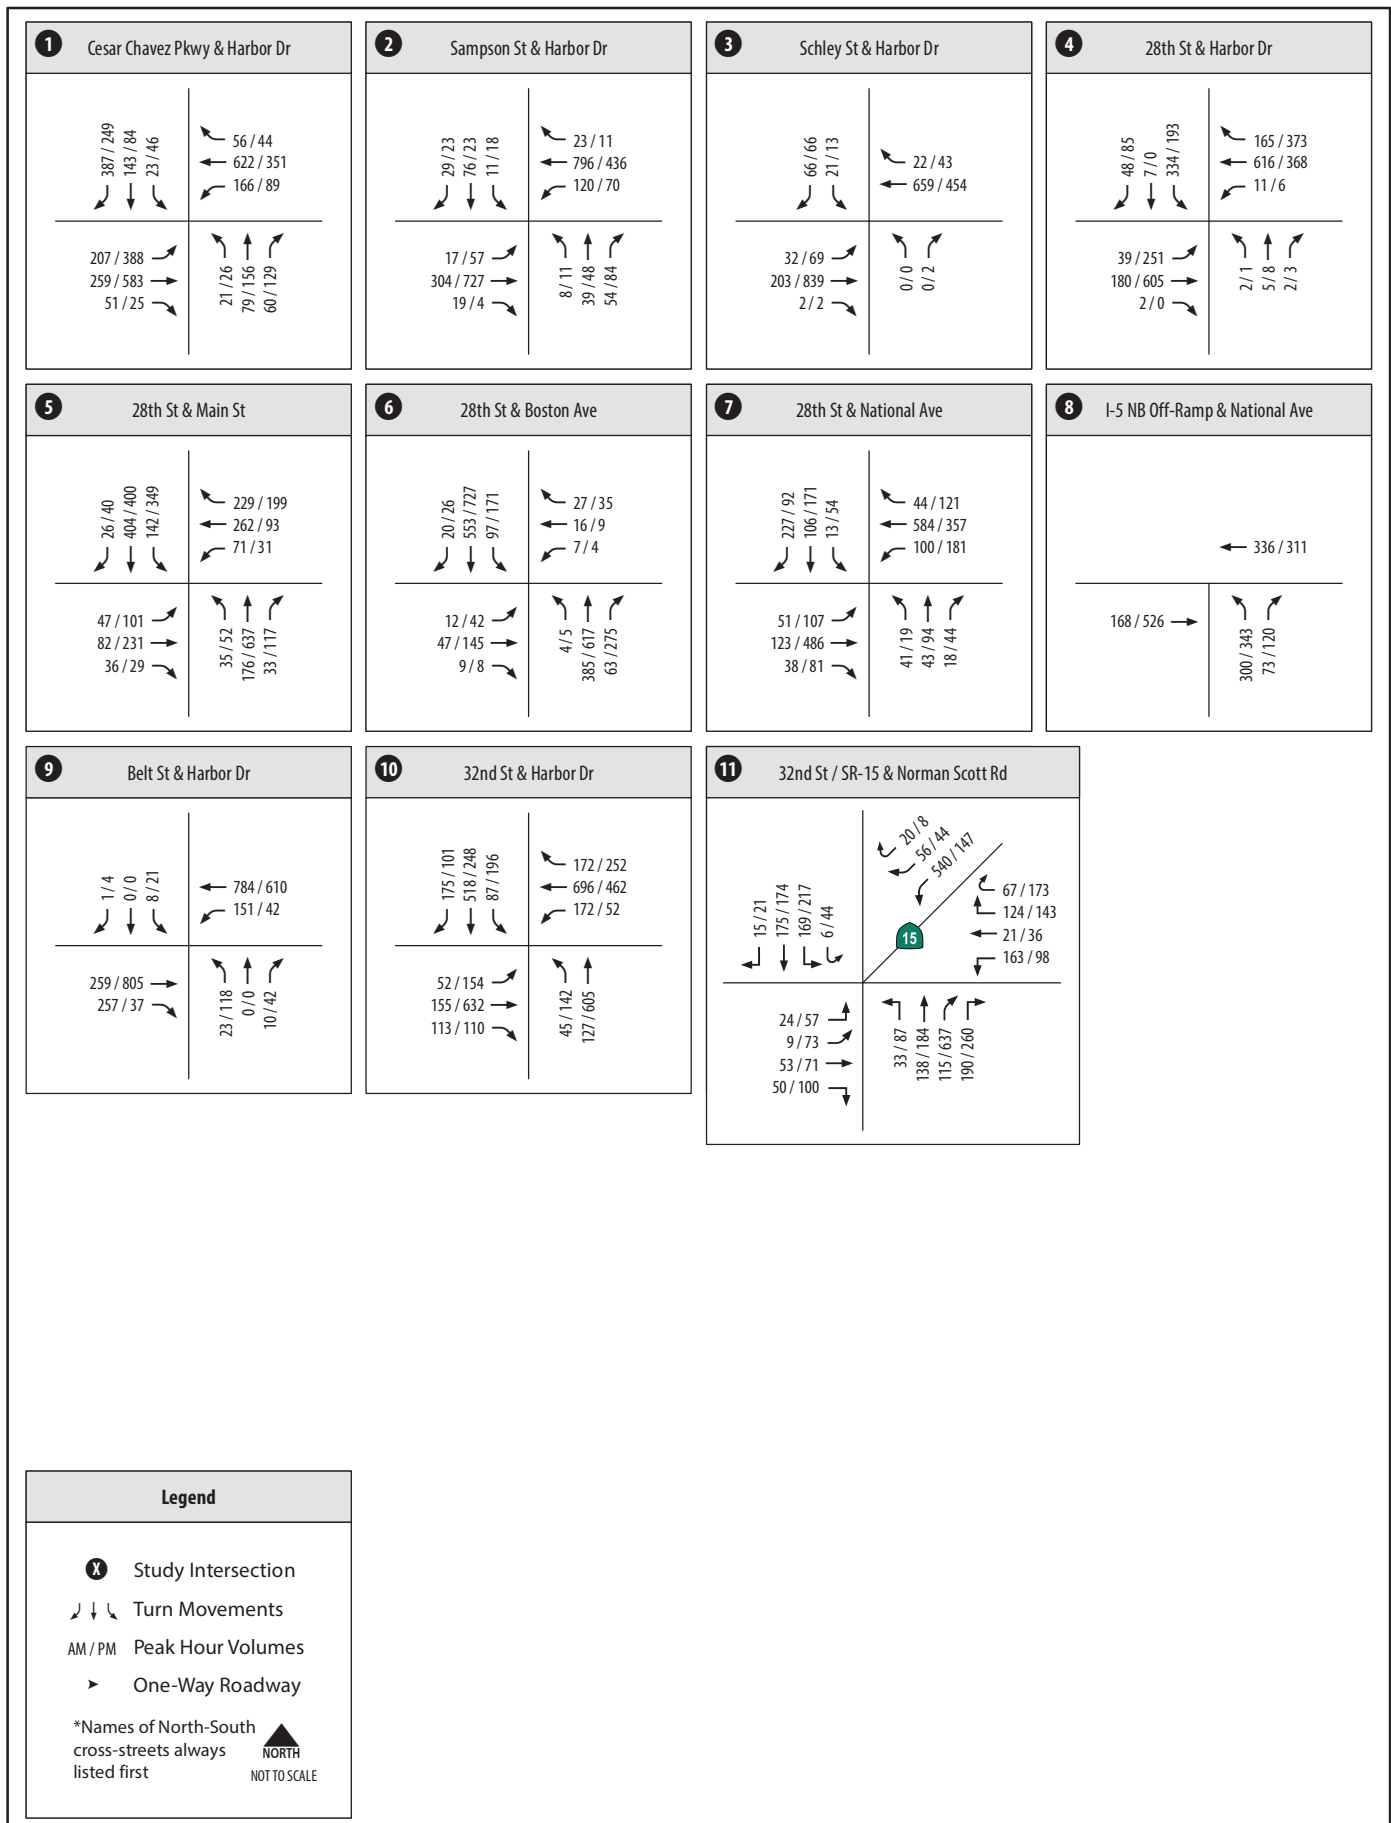 1 Cesar Chavez Pkwy & Harbor Dr
387 / 249
143 / 84
23 / 46
56 / 44
622 / 351
166 / 89
207 / 388
259 / 583
51 / 25
21 / 26
79 / 156
60 / 129
2 Sampson St & Harbor Dr
29 / 23
76 / 23
11 / 18
23 / 11
796 / 436
120 / 70
17 / 57
304 / 727
19 / 4
8 / 11
39 / 48
54 / 84
3 Schley St & Harbor Dr
66 / 66
21 / 13
22 / 43
659 / 454
32 / 69
203 / 839
2 / 2
0 / 0
0 / 2
4 28th St & Harbor Dr
48 / 85
7 / 0
334 / 193
165 / 373
616 / 368
11 / 6
39 / 251
180 / 605
2 / 0
2 / 1
5 / 8
2 / 3
5 28th St & Main St
26 / 40
404 / 400
142 / 349
229 / 199
262 / 93
71 / 31
47 / 101
82 / 231
36 / 29
35 / 52
176 / 637
33 / 117
6 28th St & Boston Ave
20 / 26
553 / 727
97 / 171
27 / 35
16 / 9
7 / 4
12 / 42
47 / 145
9 / 8
4 / 5
385 / 617
63 / 275
7 28th St & National Ave
227 / 92
106 / 171
13 / 54
44 / 121
584 / 357
100 / 181
51 / 107
123 / 486
38 / 81
41 / 19
43 / 94
18 / 44
8 I-5 NB Off-Ramp & National Ave
336 / 311
168 / 526
300 / 343
73 / 120
9 Belt St & Harbor Dr
1 / 4
0 / 0
8 / 21
784 / 610
151 / 42
259 / 805
257 / 37
23 / 118
0 / 0
10 / 42
10 32nd St & Harbor Dr
175 / 101
518 / 248
87 / 196
172 / 252
696 / 462
172 / 52
52 / 154
155 / 632
113 / 110
45 / 142
127 / 605
11 32nd St / SR-15 & Norman Scott Rd
15 / 21
175 / 174
169 / 217
6 / 44
20 / 8
56 / 44
540 / 147
15
67 / 173
124 / 143
21 / 36
163 / 98
24 / 57
9 / 73
53 / 71
50 / 100
33 / 87
138 / 184
115 / 637
190 / 260
Legend
X Study Intersection
Turn Movements
AM / PM Peak Hour Volumes
One-Way Roadway
*Names of North-South
cross-streets always
listed first
NORTH
NOT TO SCALE